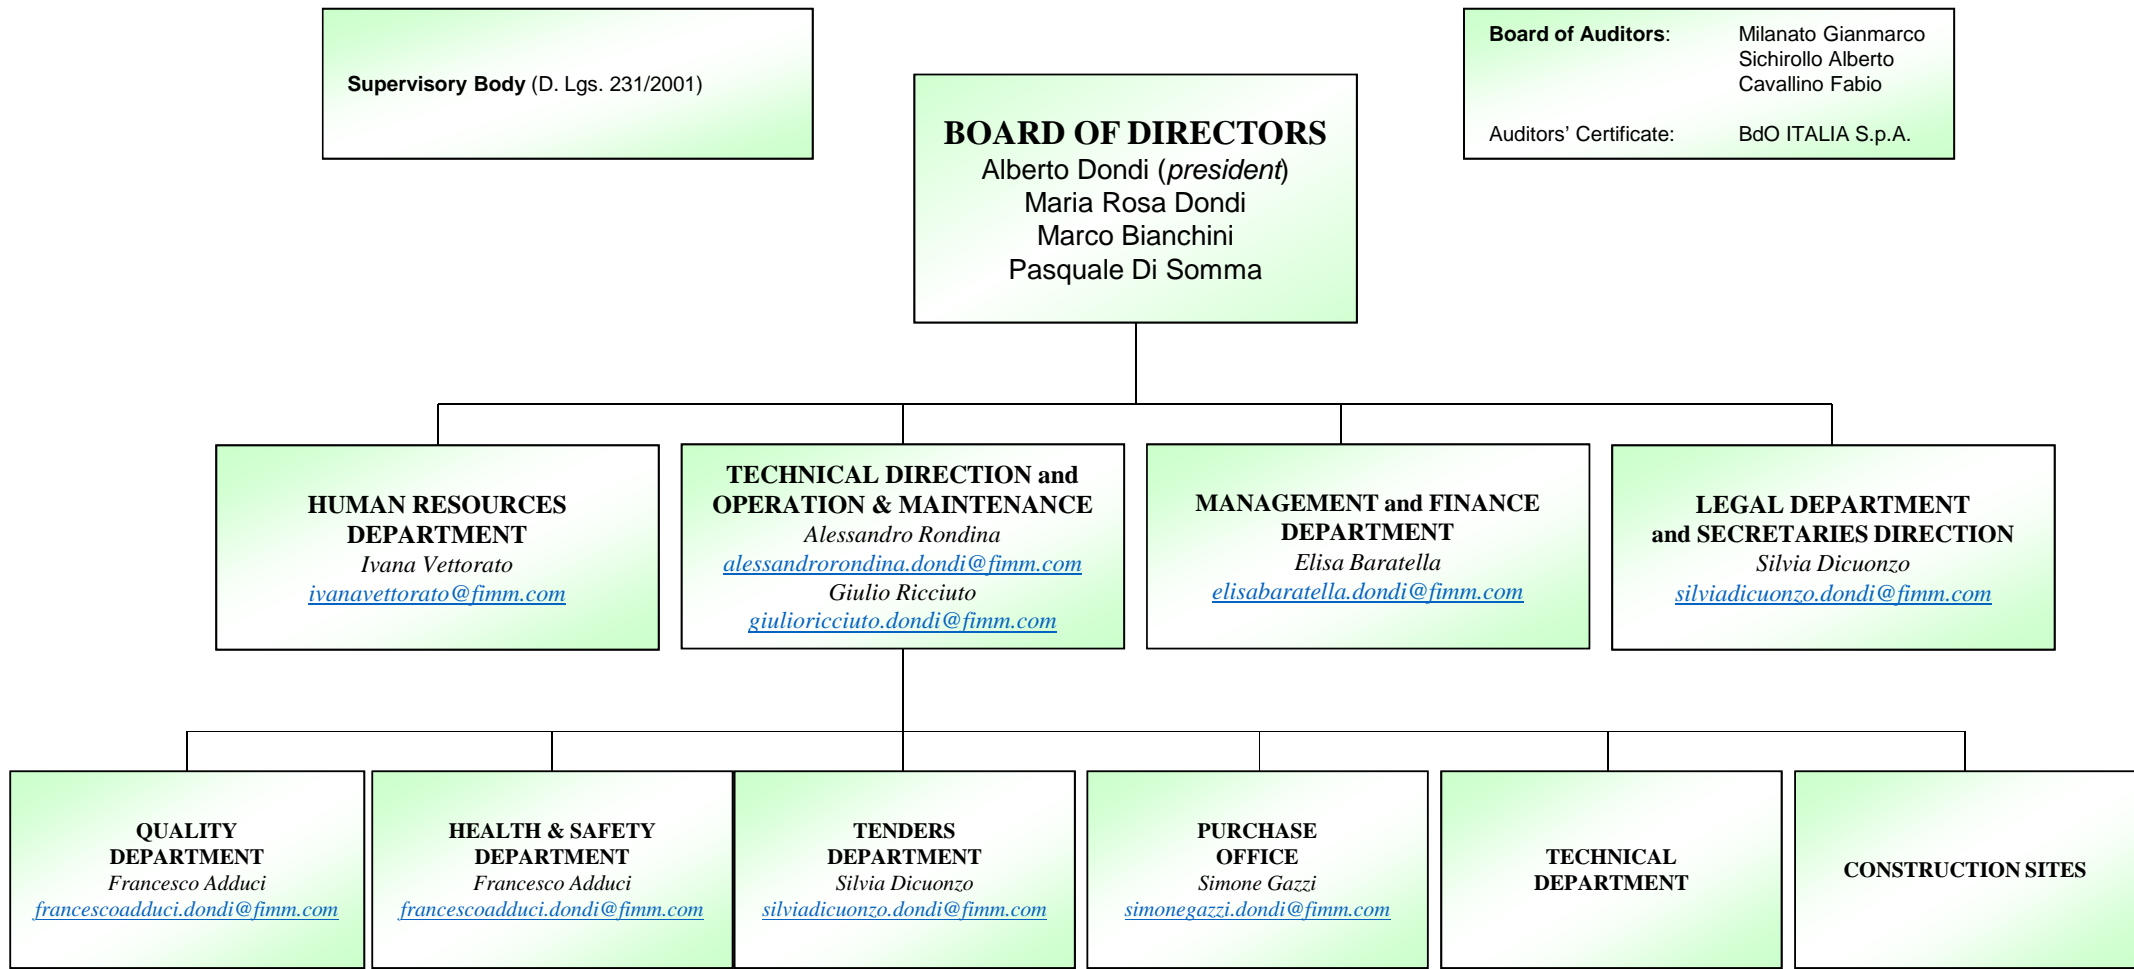 Supervisory Body (D. Lgs. 231/2001)
Board of Auditors: Milanato Gianmarco
Sichirollo Alberto
Cavallino Fabio
Auditors' Certificate: BdO ITALIA S.p.A.
BOARD OF DIRECTORS
Alberto Dondi (president)
Maria Rosa Dondi
Marco Bianchini
Pasquale Di Somma
HUMAN RESOURCES
DEPARTMENT
Ivana Vettorato
ivanavettorato@fimm.com
TECHNICAL DIRECTION and
OPERATION & MAINTENANCE
Alessandro Rondina
alessandrorondina.dondi@fimm.com
Giulio Ricciuto
giulioricciuto.dondi@fimm.com
MANAGEMENT and FINANCE
DEPARTMENT
Elisa Baratella
elisabaratella.dondi@fimm.com
LEGAL DEPARTMENT
and SECRETARIES DIRECTION
Silvia Dicuonzo
silviadicuonzo.dondi@fimm.com
QUALITY
DEPARTMENT
Francesco Adduci
francescoadduci.dondi@fimm.com
HEALTH & SAFETY
DEPARTMENT
Francesco Adduci
francescoadduci.dondi@fimm.com
TENDERS
DEPARTMENT
Silvia Dicuonzo
silviadicuonzo.dondi@fimm.com
PURCHASE
OFFICE
Simone Gazzi
simonegazzi.dondi@fimm.com
TECHNICAL
DEPARTMENT
CONSTRUCTION SITES